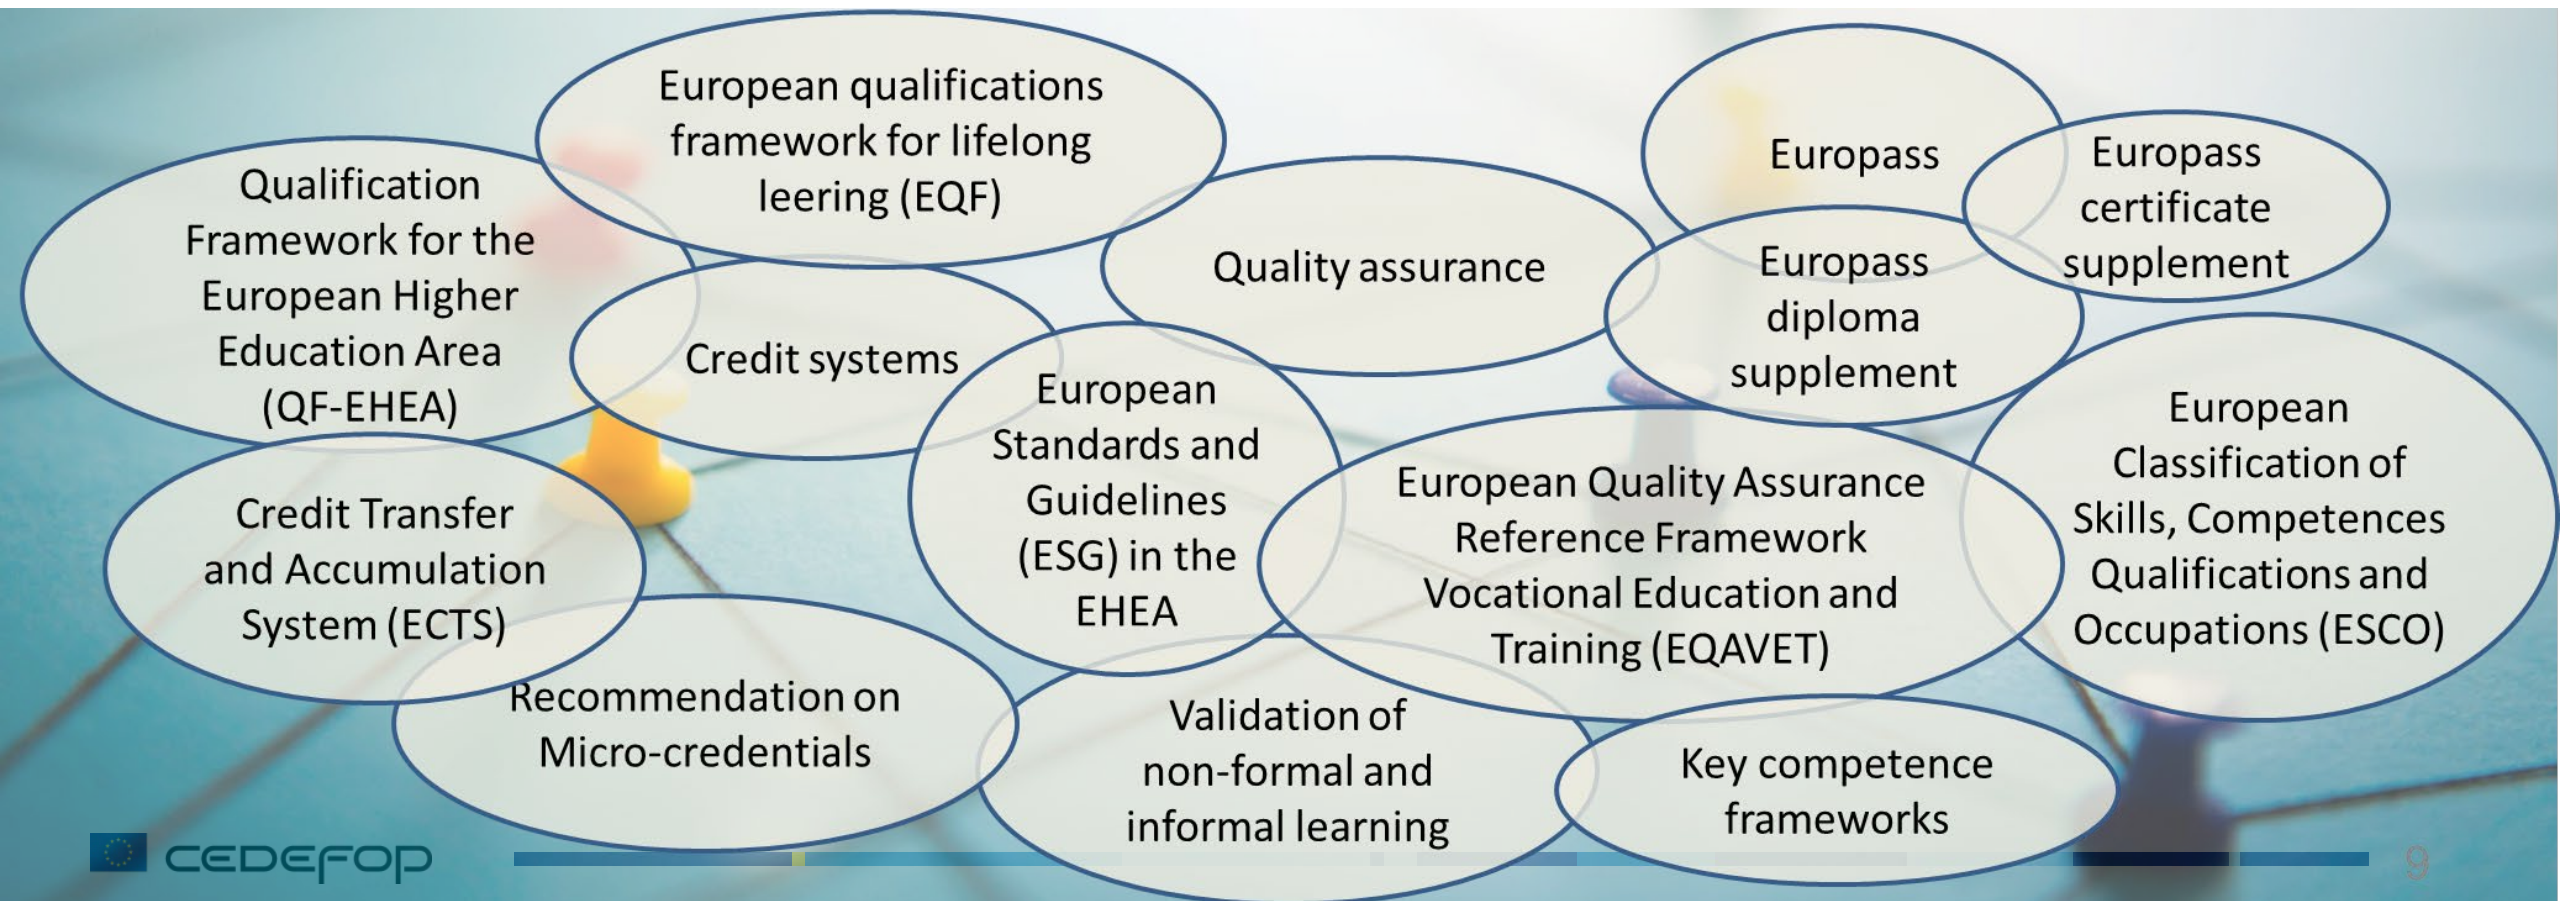 European qualifications
framework for lifelong
leering (EQF)
Qualification
Framework for the
European Higher
Education Area
(QF-EHEA)
Credit systems
Quality assurance
Europass
Europass
certificate
supplement
Europass
diploma
supplement
European
Standards and
Guidelines
(ESG) in the
EHEA
European Quality Assurance
Reference Framework
Vocational Education and
Training (EQAVET)
European
Classification of
Skills, Competences
Qualifications and
Occupations (ESCO)
Credit Transfer
and Accumulation
System (ECTS)
Recommendation on
Micro-credentials
Validation of
non-formal and
informal learning
Key competence
frameworks
CEDEFOP
9